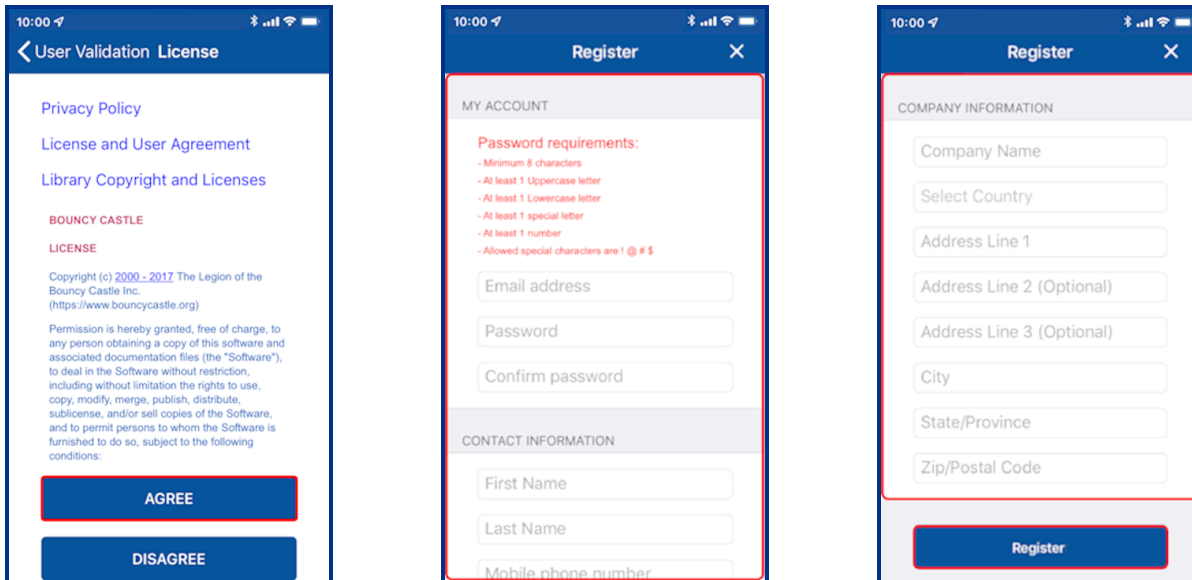 10:00
User Validation License
Privacy Policy
License and User Agreement
Library Copyright and Licenses
BOUNCY CASTLE
LICENSE
Copyright (c) 2000 - 2017 The Legion of the
Bouncy Castle Inc.
(https://www.bouncycastle.org)
Permission is hereby granted, free of charge, to
any person obtaining a copy of this software and
associated documentation files (the "Software"),
to deal in the Software without restriction,
including without limitation the rights to use,
copy, modify, merge, publish, distribute,
sublicense, and/or sell copies of the Software,
and to permit persons to whom the Software is
furnished to do so, subject to the following
conditions:
AGREE
DISAGREE
10:00
Register
MY ACCOUNT
Password requirements:
- Minimum 8 characters
- At least 1 Uppercase letter
- At least 1 Lowercase letter
- At least 1 special letter
- At least 1 number
- Allowed special characters are ! @ # $
Email address
Password
Confirm password
CONTACT INFORMATION
First Name
Last Name
Mobile phone number
10:00
Register
COMPANY INFORMATION
Company Name
Select Country
Address Line 1
Address Line 2 (Optional)
Address Line 3 (Optional)
City
State/Province
Zip/Postal Code
Register